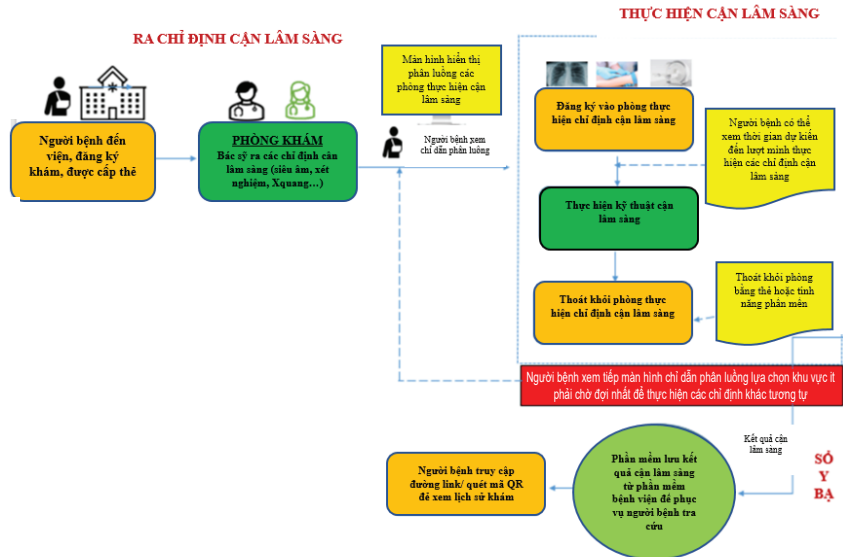 THỰC HIỆN CẬN LÂM SÀNG
RA CHỈ ĐỊNH CẬN LÂM SÀNG
Người bệnh đến
viện, đăng ký
khám, được cấp thẻ
PHÒNG KHÁM
Bác sỹ ra các chỉ định cần
lâm sàng (siêu âm, xét
nghiệm, Xquang...)
Màn hình hiển thị
phân luồng các
phòng thực hiện cận
lâm sàng
Người bệnh xem
chỉ dẫn phân luồng
Đăng ký vào phòng thực
hiện chỉ định cận lâm sàng
Người bệnh có thể
xem thời gian dự kiến
đến lượt mình thực
hiện các chỉ định cận
lâm sàng
Thực hiện kỹ thuật cận
lâm sàng
Thoát khỏi phòng thực
hiện chỉ định cận lâm sàng
Thoát khỏi phòng
bằng thẻ hoặc tính
năng phần mên
Người bệnh xem tiếp màn hình chỉ dẫn phân luồng lựa chọn khu vực ít
phải chờ đợi nhất để thực hiện các chỉ định khác tương tự
Kết quả cận
lâm sàng
SỔ
Y
BẠ
Phần mềm lưu kết
quả cận lâm sàng
từ phần mềm
bệnh viện để phục
vụ người bệnh tra
cứu
Người bệnh truy cập
đường link/ quét mã QR
để xem lịch sử khám